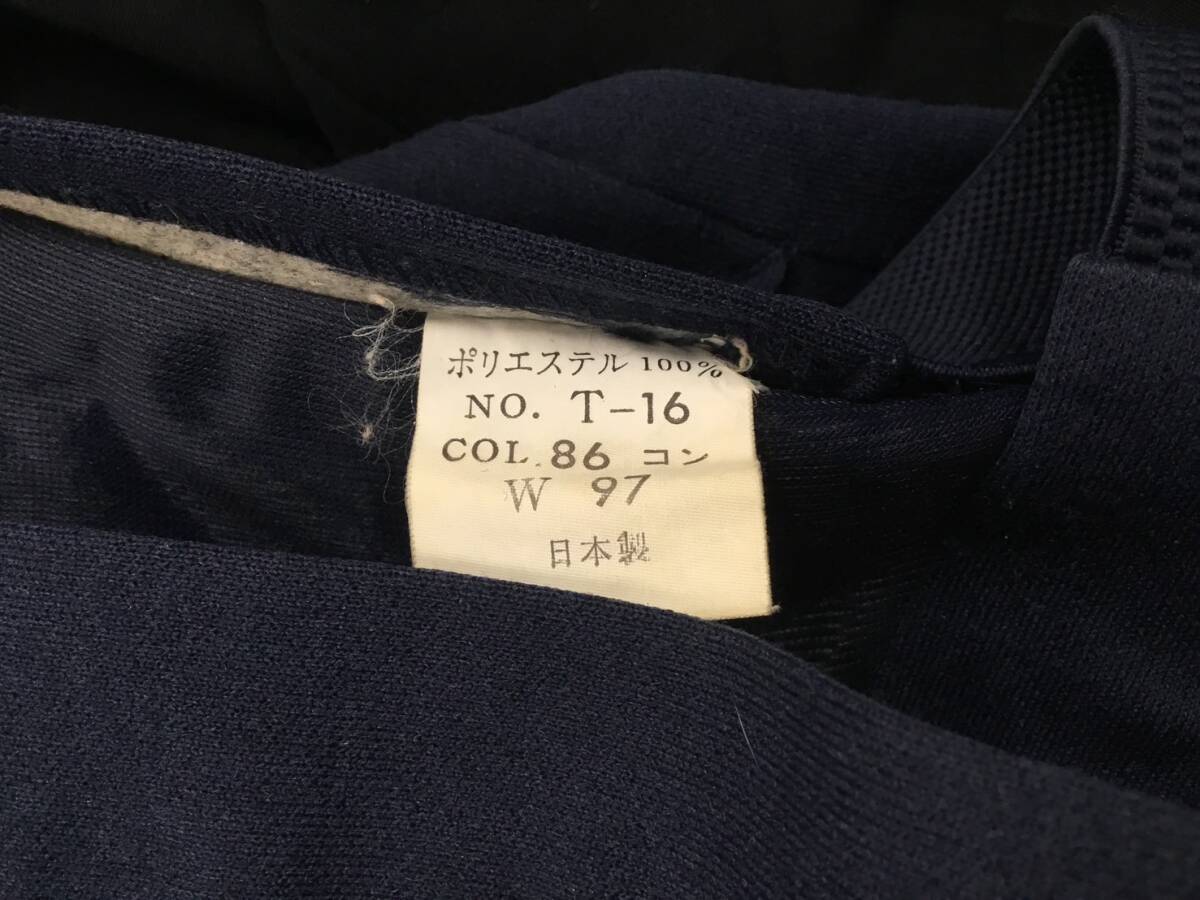 ポリエステル 100%
NO. T-16
COL. 86 コン
W 97
日本製